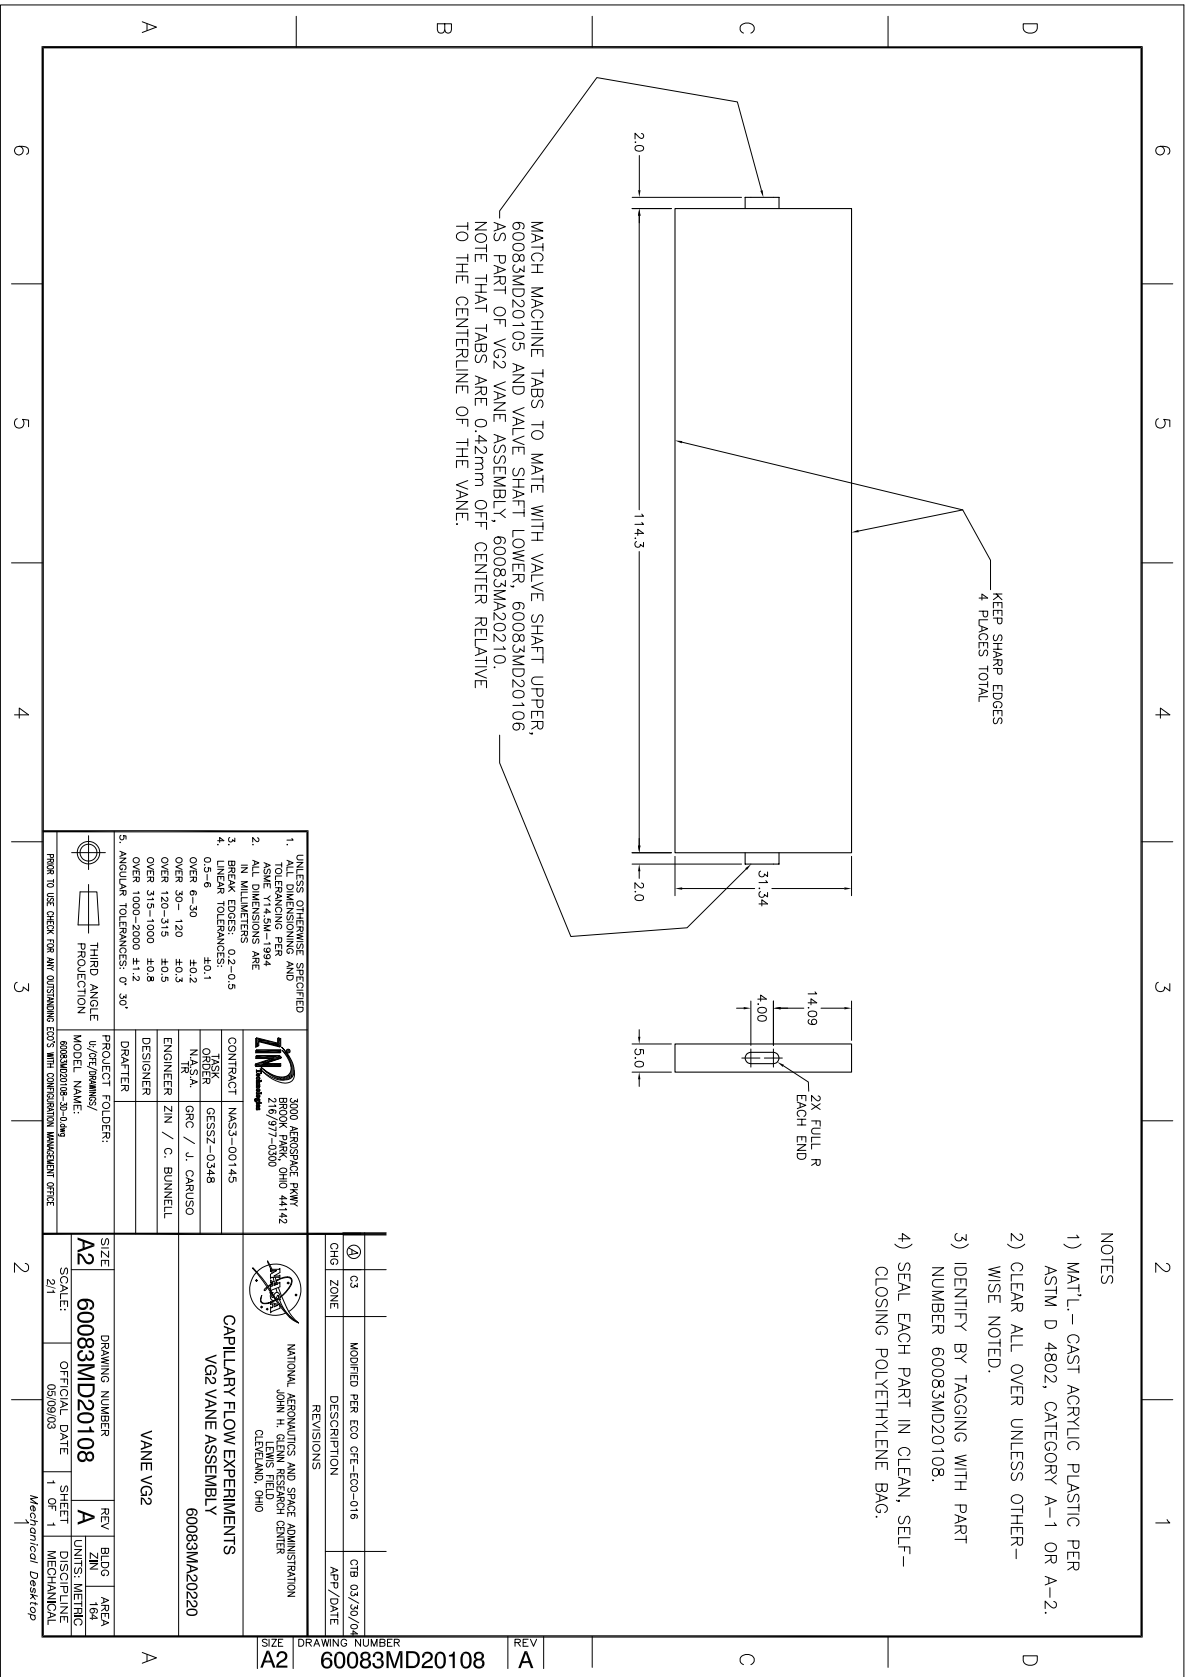 6
5
4
3
2
1
D
C
B
A
NOTES
1) MAT'L.- CAST ACRYLIC PLASTIC PER
ASTM D 4802, CATEGORY A-1 OR A-2.
2) CLEAR ALL OVER UNLESS OTHER-
WISE NOTED.
3) IDENTIFY BY TAGGING WITH PART
NUMBER 60083MD20108.
4) SEAL EACH PART IN CLEAN, SELF-
CLOSING POLYETHYLENE BAG.
KEEP SHARP EDGES
4 PLACES TOTAL
31.34
2.0
114.3
2.0
14.09
4.00
5.0
2X FULL R
EACH END
MATCH MACHINE TABS TO MATE WITH VALVE SHAFT UPPER,
60083MD20105 AND VALVE SHAFT LOWER, 60083MD20106
AS PART OF VG2 VANE ASSEMBLY, 60083MA20210.
NOTE THAT TABS ARE 0.42mm OFF CENTER RELATIVE
TO THE CENTERLINE OF THE VANE.
A C3 MODIFIED PER ECO CFE-ECO-016 CTB 03/30/04
CHG ZONE DESCRIPTION APP/DATE
REVISIONS
UNLESS OTHERWISE SPECIFIED
1. ALL DIMENSIONING AND
TOLERANCING PER
ASME Y14.5M-1994
2. ALL DIMENSIONS ARE
IN MILLIMETERS
3. BREAK EDGES: 0.2-0.5
4. LINEAR TOLERANCES:
0.5-6 ±0.1
OVER 6-30 ±0.2
OVER 30- 120 ±0.3
OVER 120-315 ±0.5
OVER 315-1000 ±0.8
OVER 1000-2000 ±1.2
5. ANGULAR TOLERANCES: 0° 30'
THIRD ANGLE
PROJECTION
PRIOR TO USE CHECK FOR ANY OUTSTANDING ECO'S WITH CONFIGURATION MANAGEMENT OFFICE
ZIN Technologies
3000 AEROSPACE PKWY
BROOK PARK, OHIO 44142
216/977-0300
CONTRACT NAS3-00145
TASK
ORDER GESSZ-0348
N.A.S.A.
TR GRC / J. CARUSO
ENGINEER ZIN / C. BUNNELL
DESIGNER
DRAFTER
PROJECT FOLDER:
U:/CFE/DRAWINGS/
MODEL NAME:
60083MD20108-3D-0.dwg
NASA
NATIONAL AERONAUTICS AND SPACE ADMINISTRATION
JOHN H. GLENN RESEARCH CENTER
LEWIS FIELD
CLEVELAND, OHIO
CAPILLARY FLOW EXPERIMENTS
VG2 VANE ASSEMBLY
60083MA20220
VANE VG2
SIZE
A2
DRAWING NUMBER
60083MD20108
REV
A
BLDG
ZIN
AREA
164
UNITS: METRIC
SCALE:
2/1
OFFICIAL DATE
05/09/03
SHEET
1 OF 1
DISCIPLINE
MECHANICAL
Mechanical Desktop
6
5
4
3
2
1
D
C
A
SIZE
A2
DRAWING NUMBER
60083MD20108
REV
A